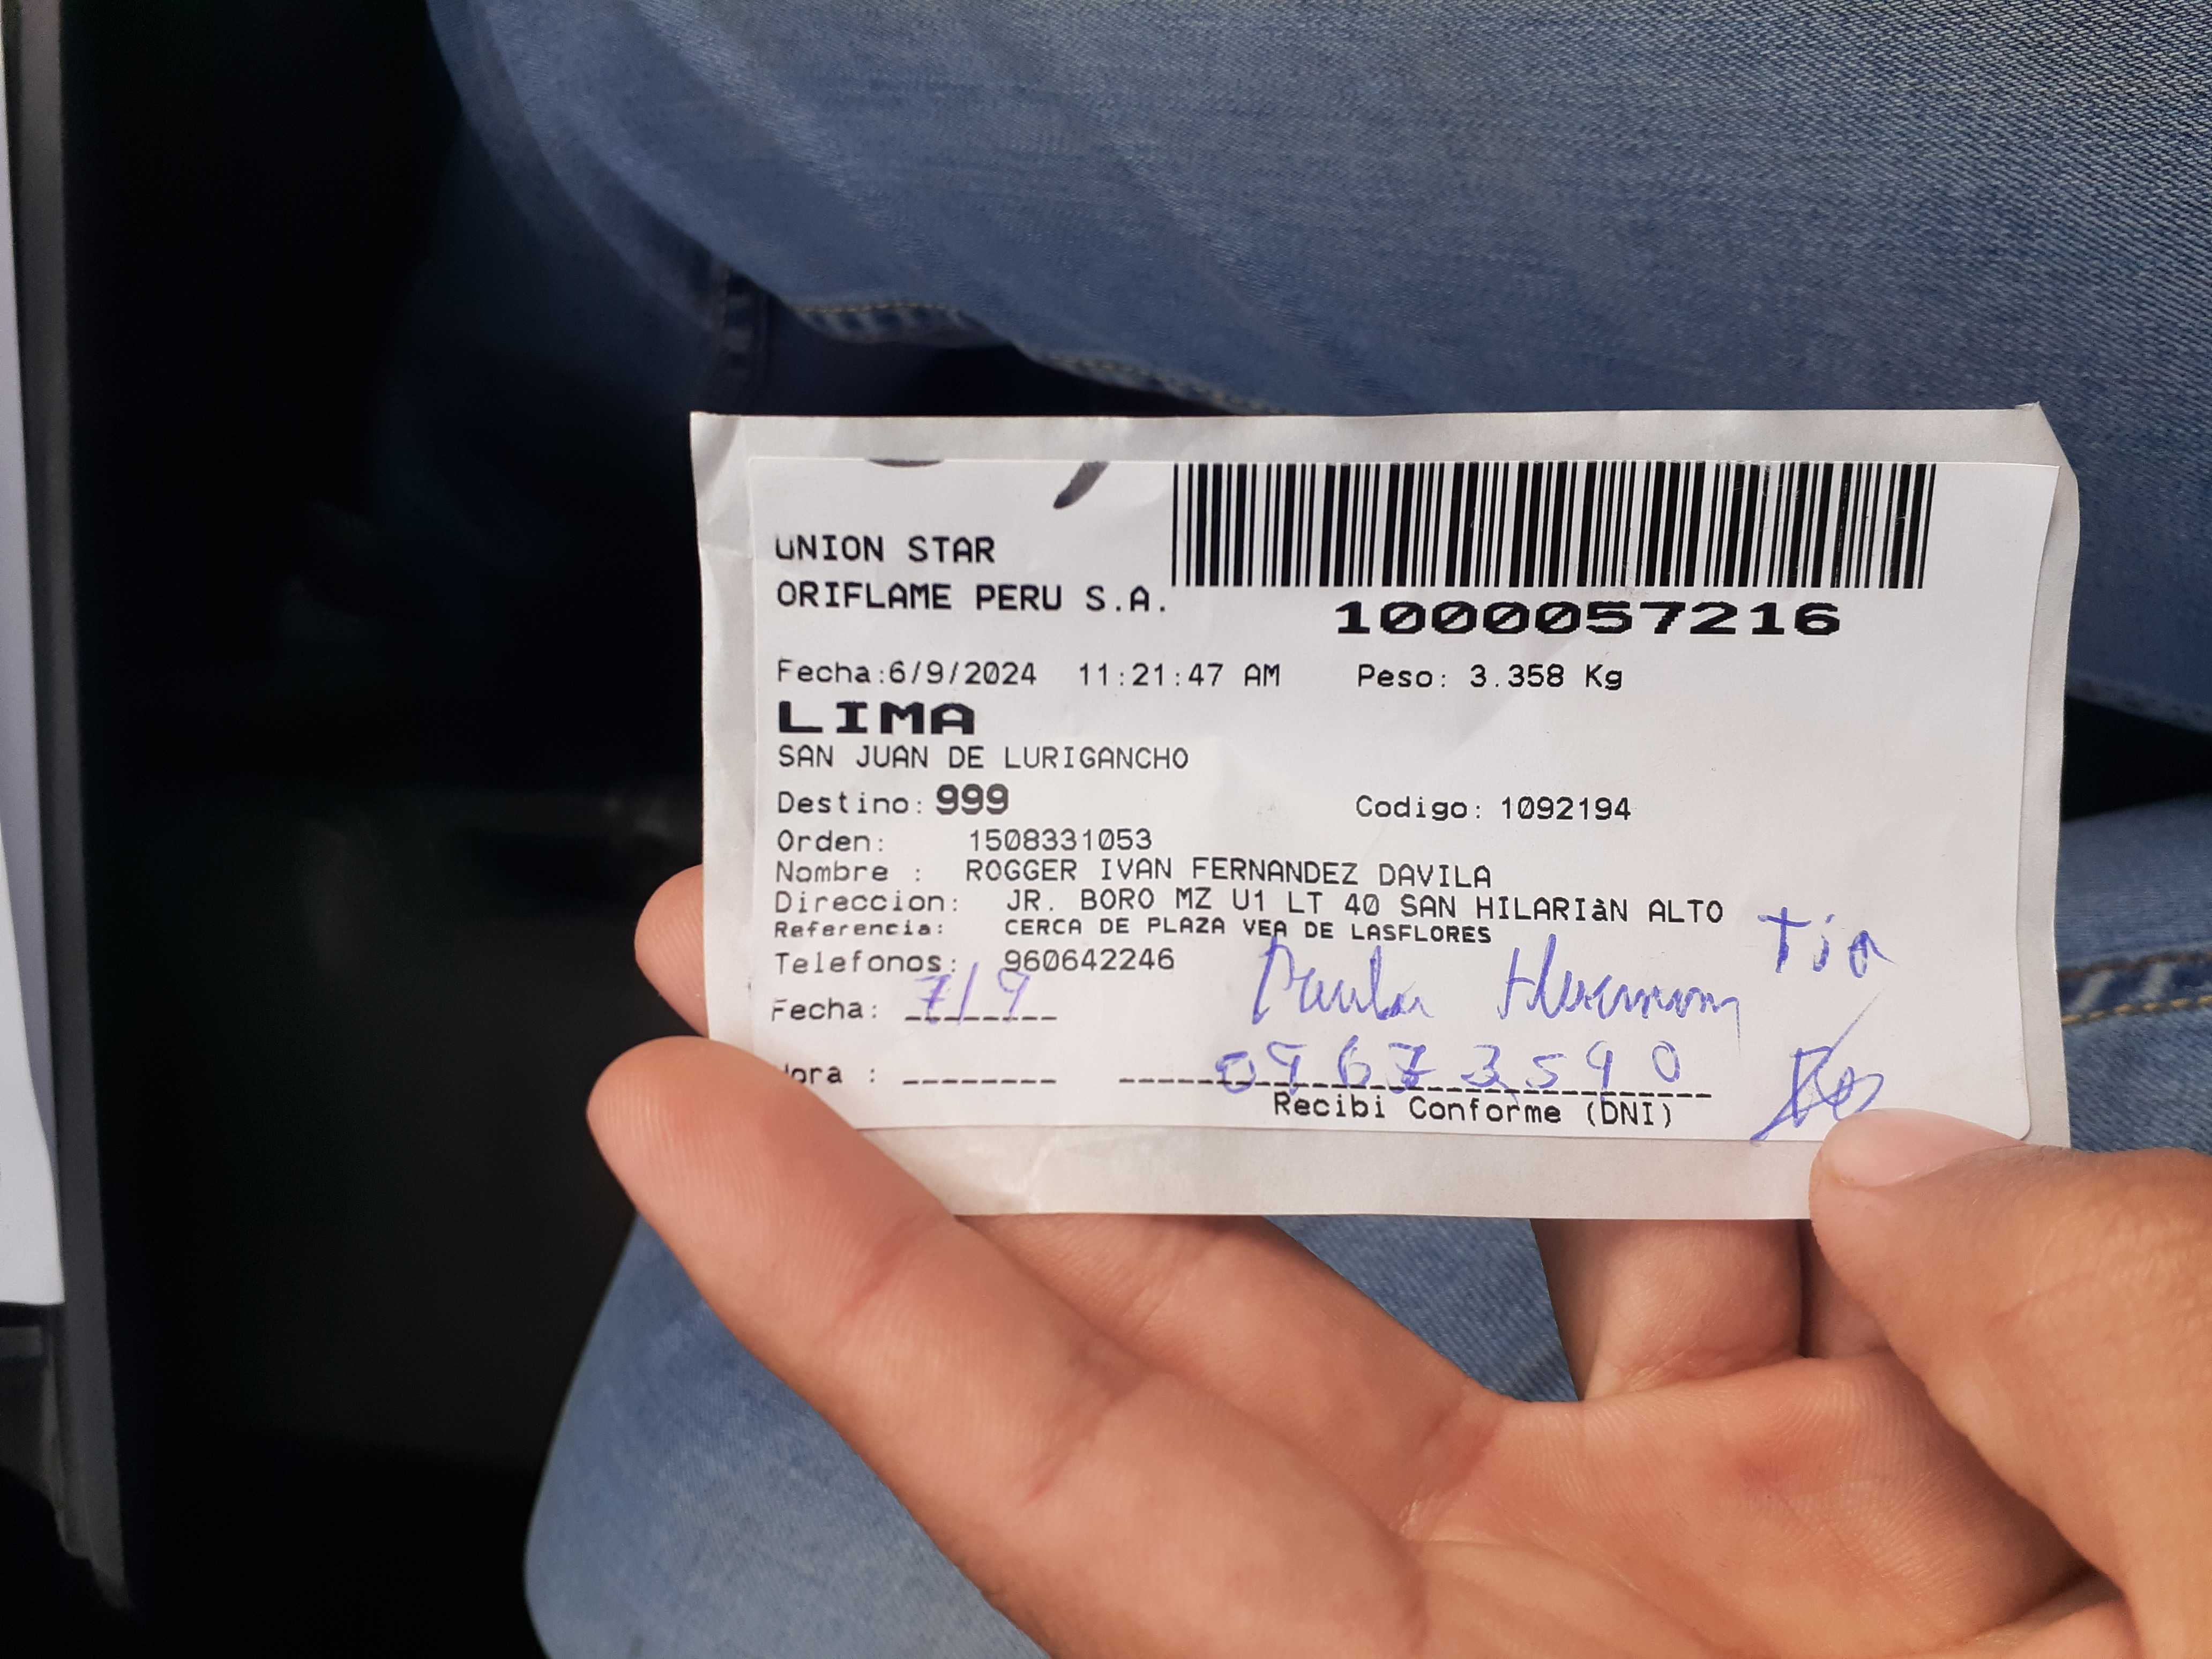 UNION STAR
ORIFLAME PERU S.A.
1000057216
Fecha:6/9/2024 11:21:47 AM Peso: 3.358 Kg
LIMA
SAN JUAN DE LURIGANCHO
Destino: 999 Codigo: 1092194
Orden: 1508331053
Nombre : ROGGER IVAN FERNANDEZ DAVILA
Direccion: JR. BORO MZ U1 LT 40 SAN HILARIàN ALTO
Referencia: CERCA DE PLAZA VEA DE LASFLORES
Tia
Telefonos: 960642246
Paula
Fecha: 7/9
Hora :
09673590
Recibi Conforme (DNI)